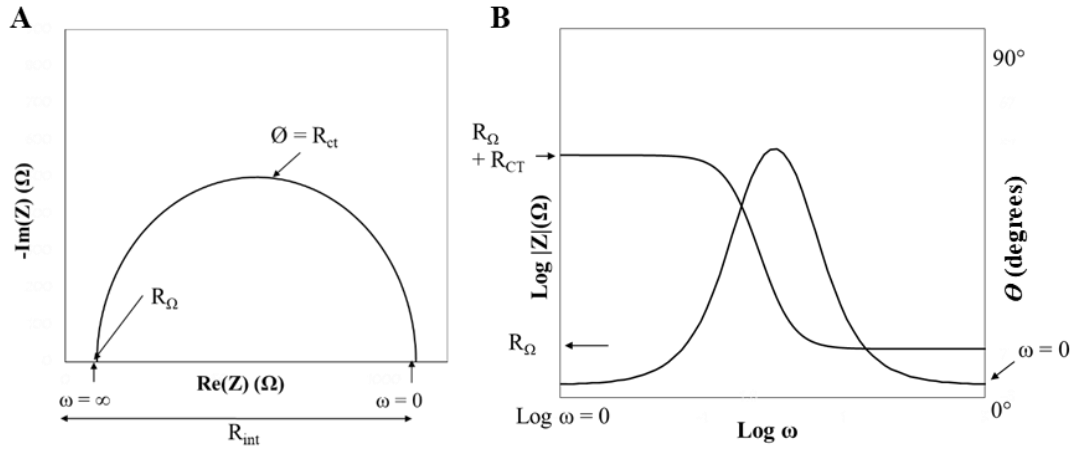 A
Ø = Rct
-Im(Z) (Ω)
RΩ
Re(Z) (Ω)
ω = ∞
ω = 0
Rint
B
90°
RΩ
+ RCT
Log |Z|(Ω)
Θ (degrees)
RΩ
ω = 0
0°
Log ω = 0
Log ω